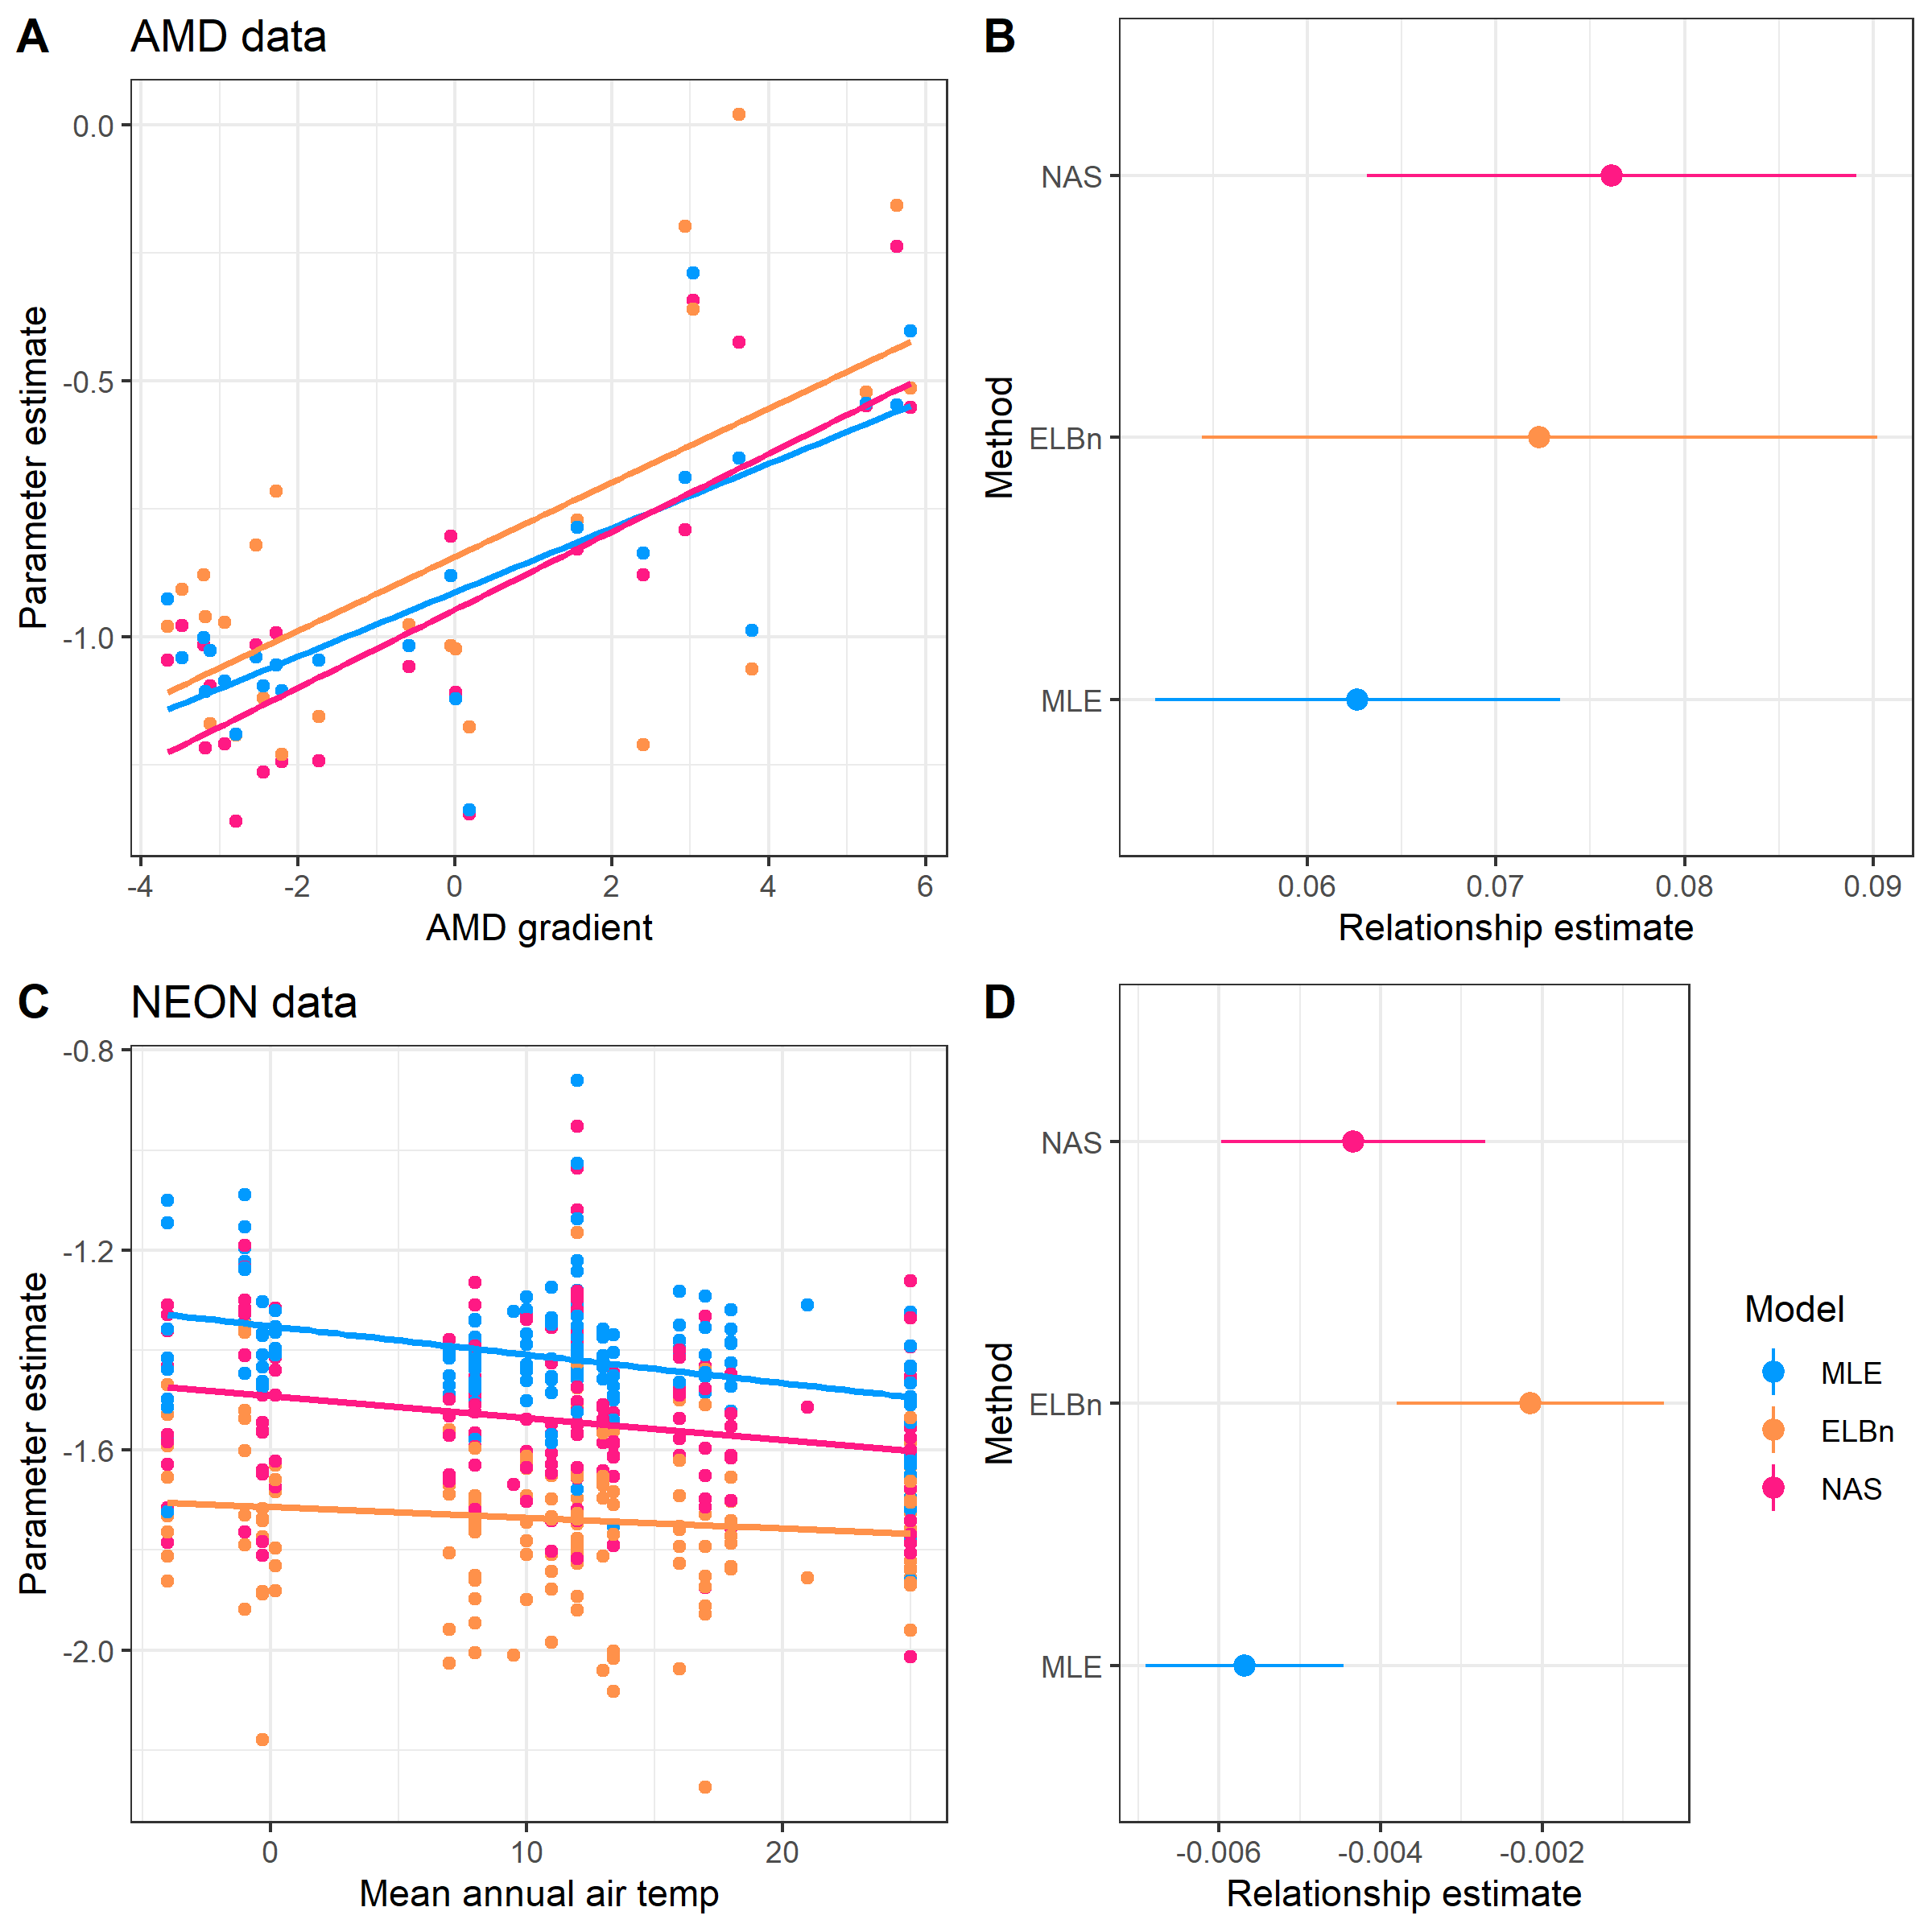 A AMD data
0.0
-0.5
-1.0
Parameter estimate
-4 -2 0 2 4 6
AMD gradient
B
NAS
ELBn
MLE
Method
0.06 0.07 0.08 0.09
Relationship estimate
C NEON data
-0.8
-1.2
-1.6
-2.0
Parameter estimate
0 10 20
Mean annual air temp
D
NAS
ELBn
MLE
Method
-0.006 -0.004 -0.002
Relationship estimate
Model
MLE
ELBn
NAS